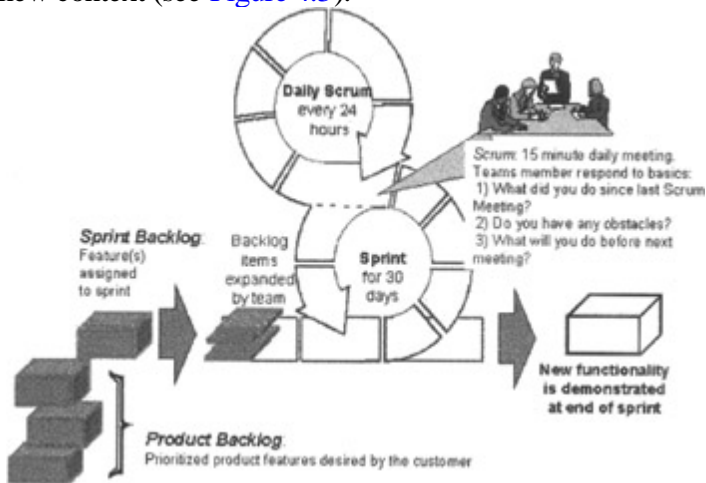 new context (see Figure 4.3).
Daily Scrum
every 24
hours
Scrum: 15 minute daily meeting.
Teams member respond to basics:
1) What did you do since last Scrum
Meeting?
2) Do you have any obstacles?
3) What will you do before next
meeting?
Sprint Backlog:
Feature(s)
assigned
to sprint
Backlog
items
expanded
by team
Sprint
for 30
days
New functionality
is demonstrated
at end of sprint
Product Backlog:
Prioritized product features desired by the customer